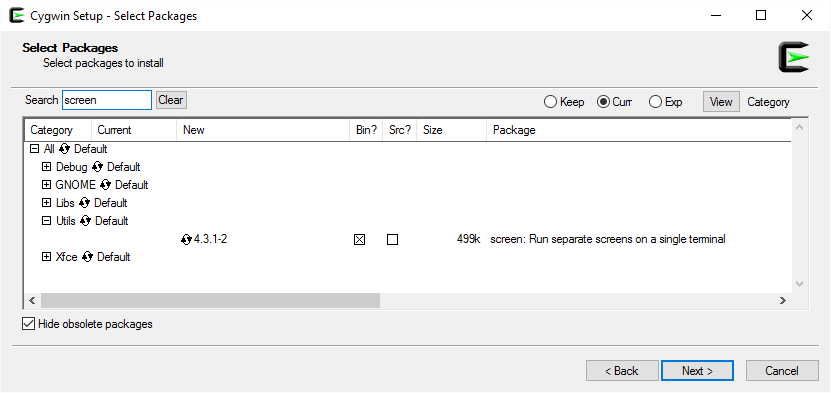 Cygwin Setup - Select Packages
Select Packages
Select packages to install
Search screen Clear Keep Curr Exp View Category
Category Current New Bin? Src? Size Package
All Default
Debug Default
GNOME Default
Libs Default
Utils Default
4.3.1-2 499k screen: Run separate screens on a single terminal
Xfce Default
Hide obsolete packages
< Back Next > Cancel